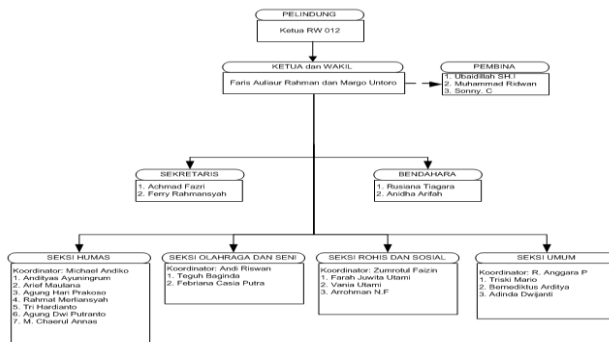 PELINDUNG
Ketua RW 012
KETUA dan WAKIL
Faris Auliaur Rahman dan Margo Untoro
PEMBINA
1. Ubaidillah SH.I
2. Muhammad Ridwan
3. Sonny. C
SEKRETARIS
1. Achmad Fazri
2. Ferry Rahmansyah
BENDAHARA
1. Rusiana Tiagara
2. Anidha Arifah
SEKSI HUMAS
Koordinator: Michael Andiko
1. Andityas Ayuningrum
2. Arief Maulana
3. Agung Hari Prakoso
4. Rahmat Merliansyah
5. Tri Hardianto
6. Agung Dwi Putranto
7. M. Chaerul Annas
SEKSI OLAHRAGA DAN SENI
Koordinator: Andi Riswan
1. Teguh Baginda
2. Febriana Casia Putra
SEKSI ROHIS DAN SOSIAL
Koordinator: Zumrotul Faizin
1. Farah Juwita Utami
2. Vania Utami
3. Arrohman N.F
SEKSI UMUM
Koordinator: R. Anggara P
1. Triski Mario
2. Bernediktus Arditya
3. Adinda Dwijanti